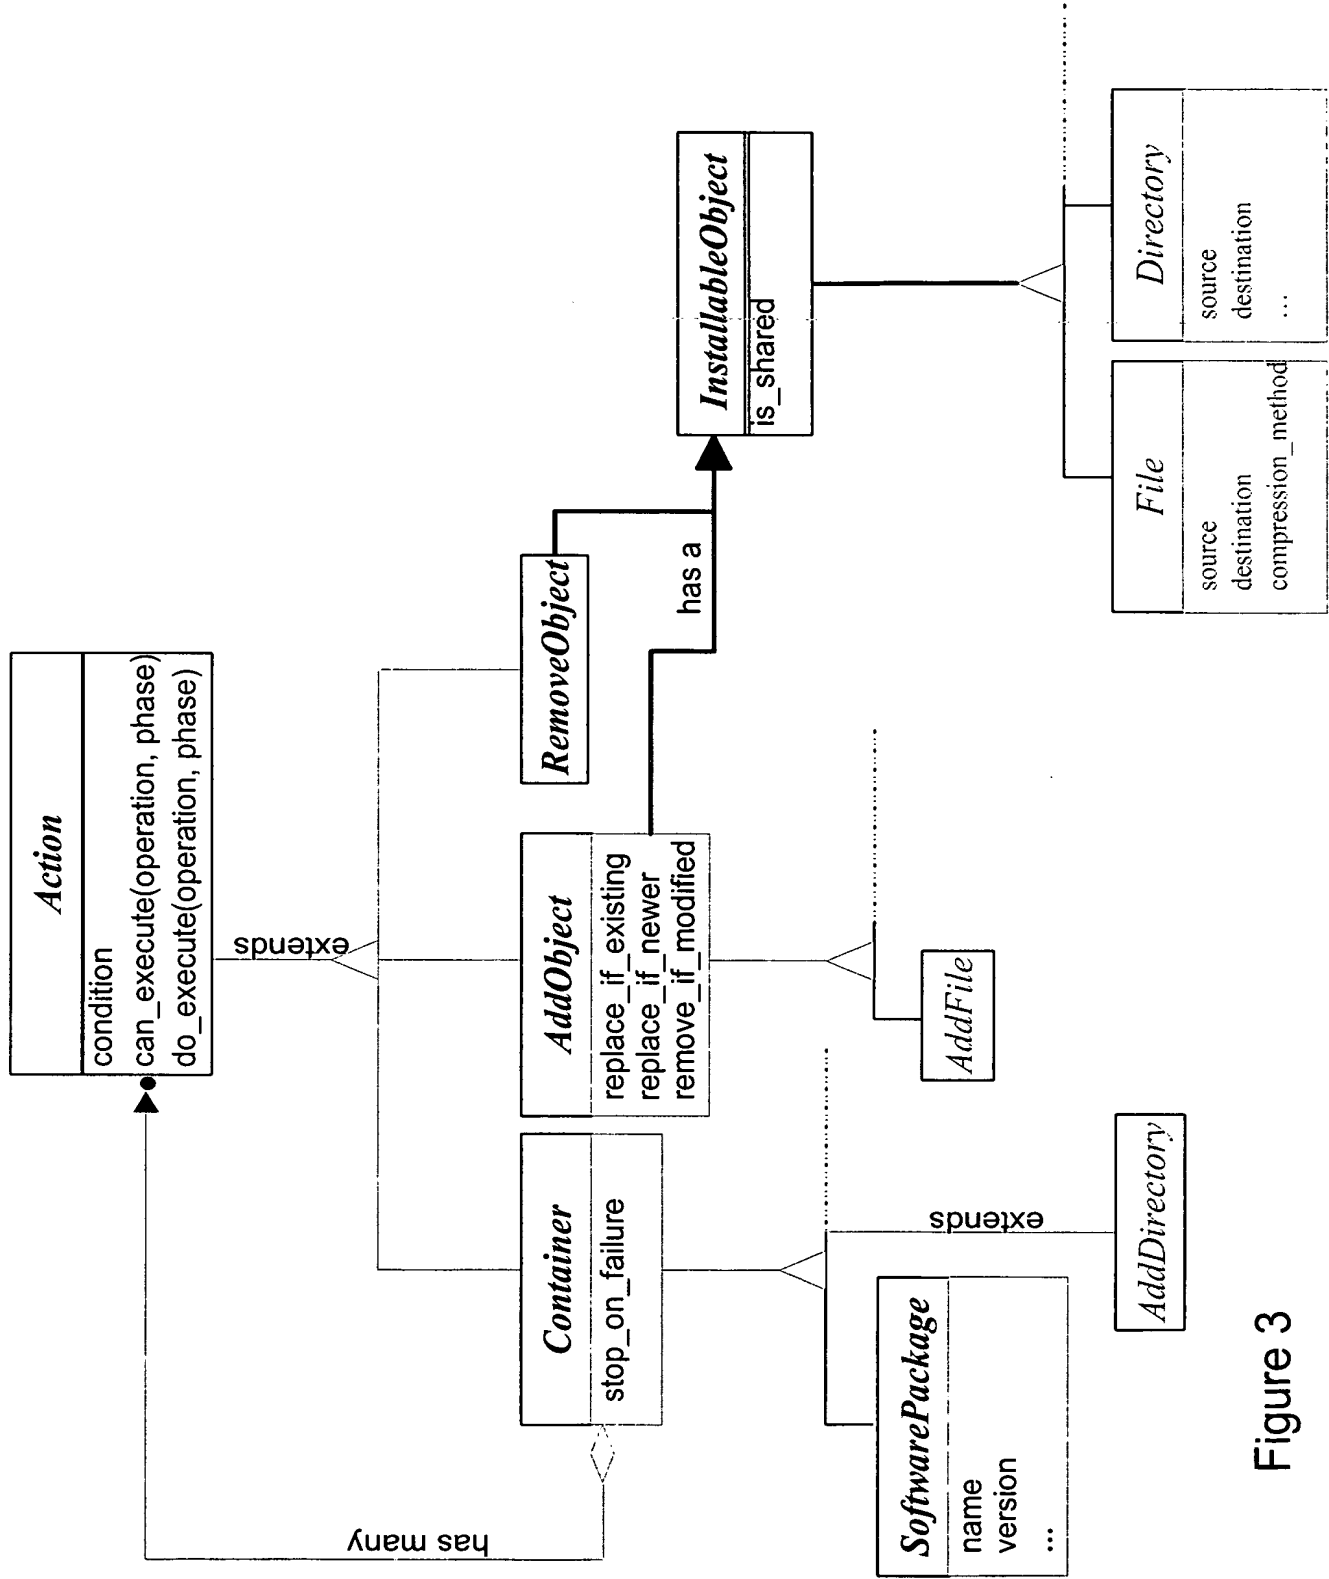 Action
condition
can_execute(operation, phase)
do_execute(operation, phase)
has many
extends
Container
stop_on_failure
AddObject
replace_if_existing
replace_if_newer
remove_if_modified
RemoveObject
has a
InstallableObject
is_shared
SoftwarePackage
name
version
...
extends
AddDirectory
AddFile
File
source
destination
compression_method
Directory
source
destination
...
Figure 3